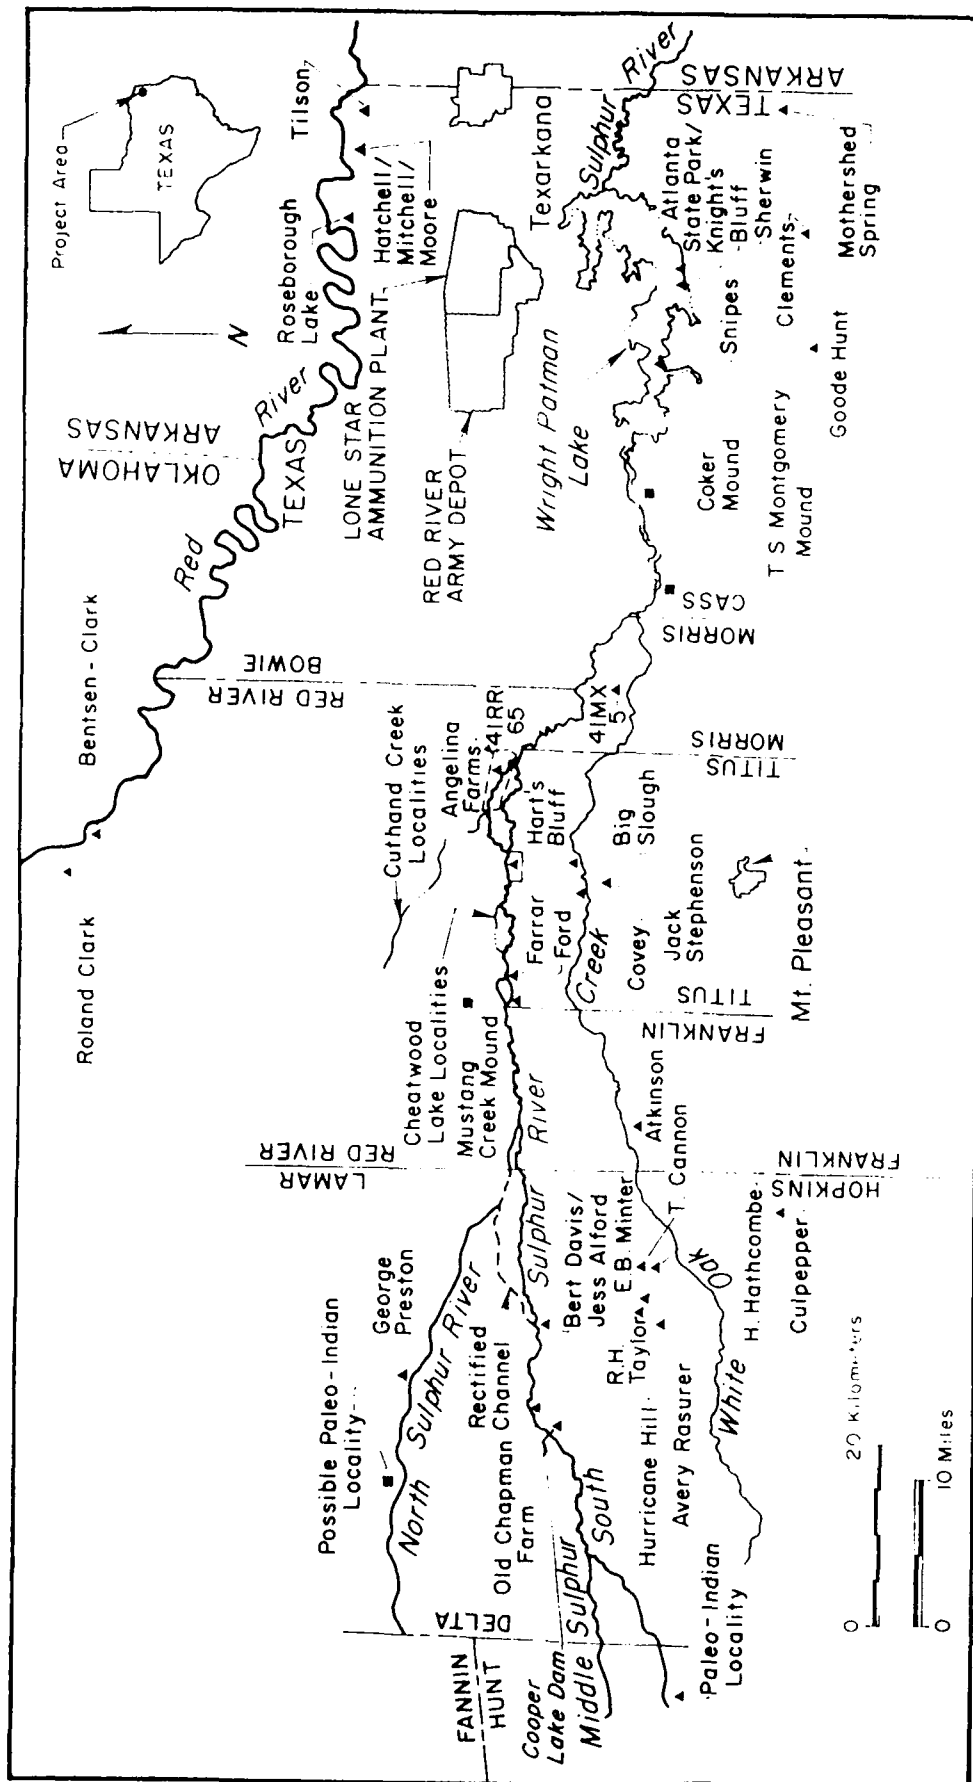 Project Area
TEXAS
N
Roland Clark
Bentsen - Clark
Red
River
OKLAHOMA
ARKANSAS
TEXAS
Roseborough
Lake
Tilson
Hatchell/
Mitchell/
Moore
LONE STAR
AMMUNITION PLANT
RED RIVER
ARMY DEPOT
Texarkana
Wright Patman
Lake
Sulphur
River
TEXAS
ARKANSAS
RED RIVER
BOWIE
Possible Paleo-Indian
Locality
George
Preston
LAMAR
RED RIVER
Cheatwood
Lake Localities
Mustang
Creek Mound
Cuthand Creek
Localities
Angelina
Farms
41RR
65
North Sulphur River
Rectified
Channel
Old Chapman
Farm
FANNIN
HUNT
DELTA
Cooper
Lake Dam
Middle Sulphur
South
Sulphur
River
Bert Davis/
Jess Alford
Farrar
Ford
Hart's
Bluff
41MX
5
MORRIS
CASS
TITUS
MORRIS
Big
Slough
Covey
Jack
Stephenson
Mt. Pleasant
FRANKLIN
TITUS
Atkinson
T. Cannon
E.B. Minter
R.H.
Taylor
Hurricane Hill
Avery Rasurer
White
Oak
Creek
H. Hathcombe
Culpepper
HOPKINS
FRANKLIN
Paleo-Indian
Locality
Coker
Mound
T S Montgomery
Mound
Snipes
Atlanta
State Park/
Knight's
Bluff
Sherwin
Clements
Goode Hunt
Mothershed
Spring
0
20 Kilometers
0
10 Miles